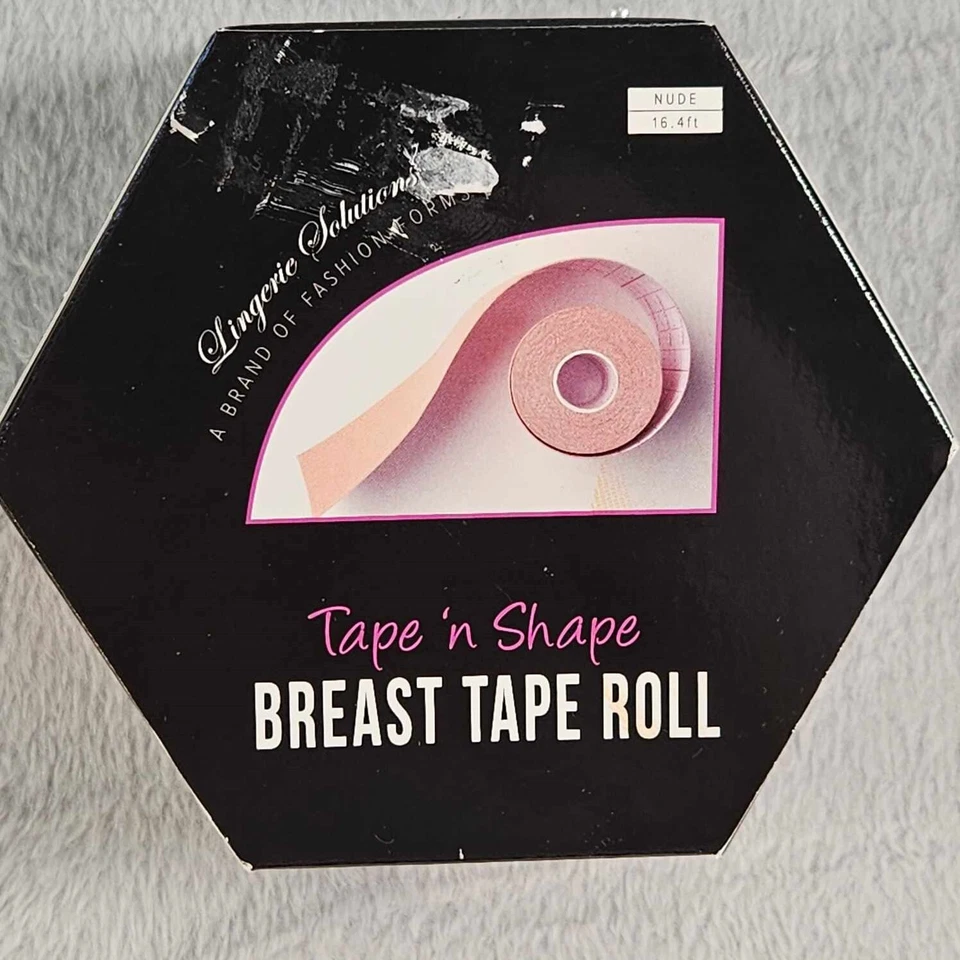 NUDE
16.4ft
Lingerie Solutions
A BRAND OF FASHION FORMS
Tape 'n Shape
BREAST TAPE ROLL